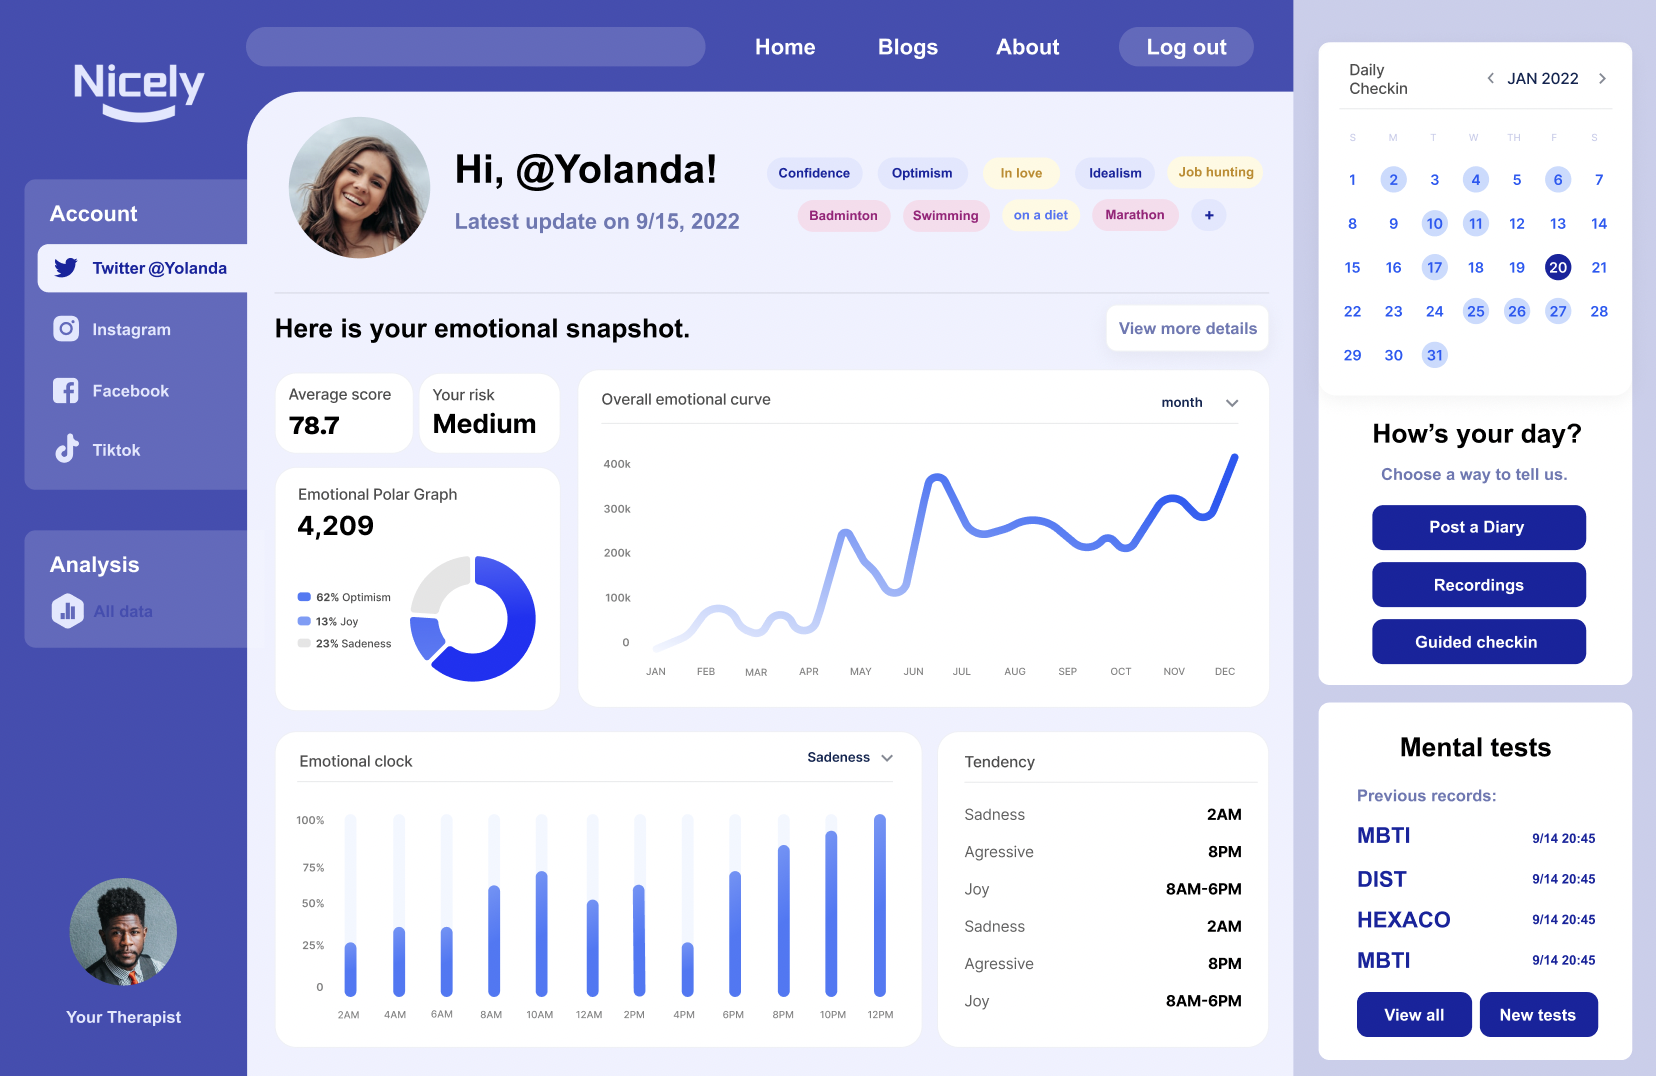 Nicely
Home
Blogs
About
Log out
Account
Twitter @Yolanda
Instagram
Facebook
Tiktok
Analysis
All data
Your Therapist
Hi, @Yolanda!
Latest update on 9/15, 2022
Confidence
Optimism
In love
Idealism
Job hunting
Badminton
Swimming
on a diet
Marathon
+
Here is your emotional snapshot.
View more details
Average score
78.7
Your risk
Medium
Emotional Polar Graph
4,209
62% Optimism
13% Joy
23% Sadeness
Overall emotional curve
month
400k
300k
200k
100k
0
JAN FEB MAR APR MAY JUN JUL AUG SEP OCT NOV DEC
Emotional clock
Sadeness
100%
75%
50%
25%
0
2AM 4AM 6AM 8AM 10AM 12AM 2PM 4PM 6PM 8PM 10PM 12PM
Tendency
Sadness 2AM
Agressive 8PM
Joy 8AM-6PM
Sadness 2AM
Agressive 8PM
Joy 8AM-6PM
Daily
Checkin
< JAN 2022 >
S M T W TH F S
1 2 3 4 5 6 7
8 9 10 11 12 13 14
15 16 17 18 19 20 21
22 23 24 25 26 27 28
29 30 31
How's your day?
Choose a way to tell us.
Post a Diary
Recordings
Guided checkin
Mental tests
Previous records:
MBTI 9/14 20:45
DIST 9/14 20:45
HEXACO 9/14 20:45
MBTI 9/14 20:45
View all
New tests